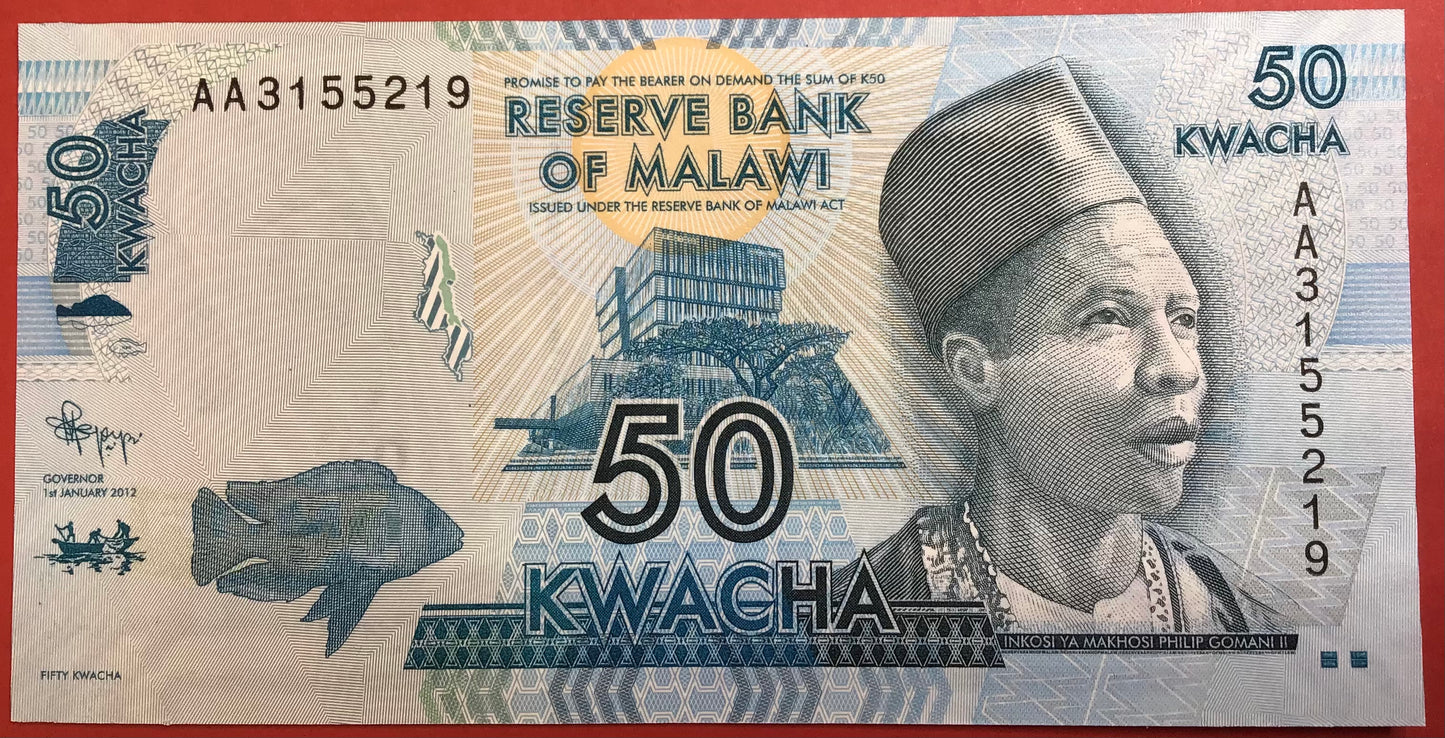 AA3155219
50
KWACHA
GOVERNOR
1st JANUARY 2012
FIFTY KWACHA
PROMISE TO PAY THE BEARER ON DEMAND THE SUM OF K50
RESERVE BANK
OF MALAWI
ISSUED UNDER THE RESERVE BANK OF MALAWI ACT
50
KWACHA
50
KWACHA
AA3155219
INKOSI YA MAKHOSI PHILIP GOMANI II